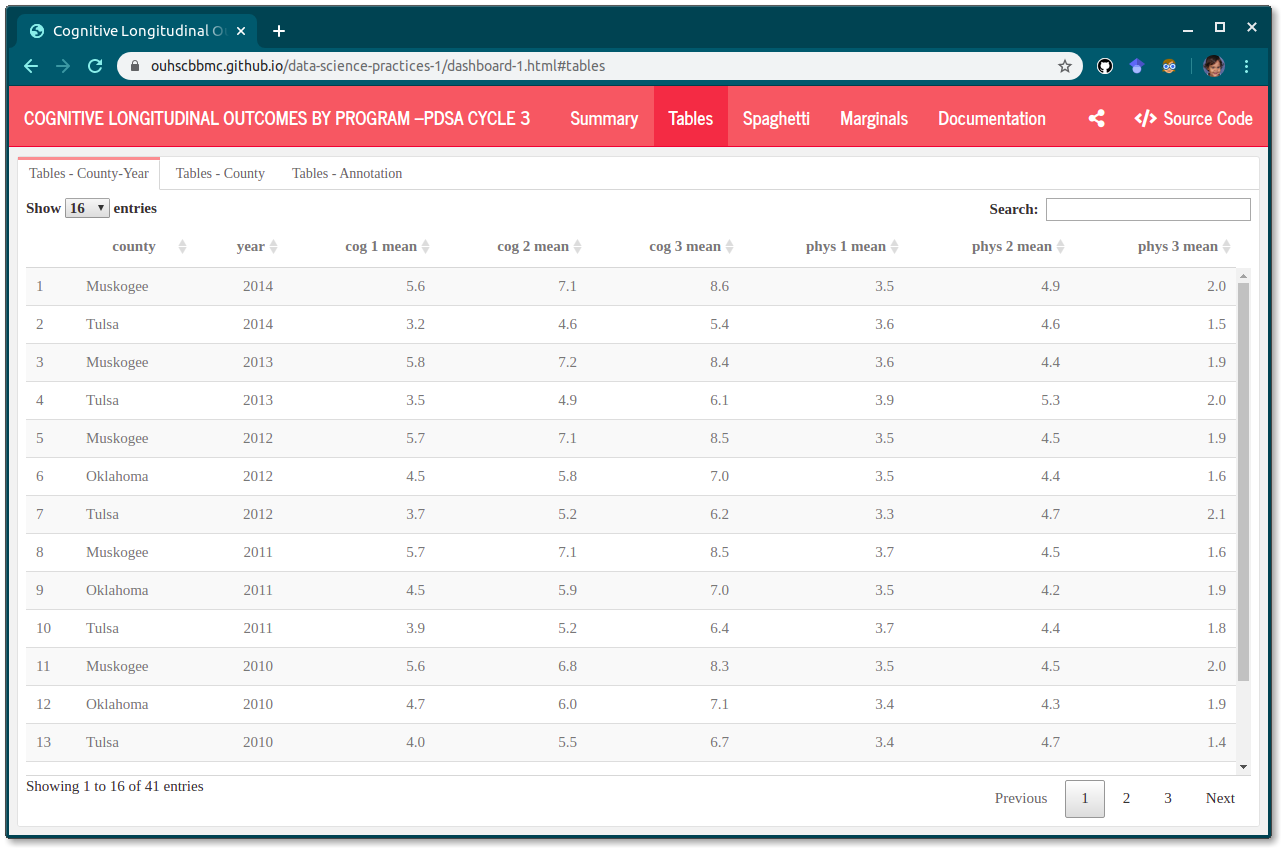 Cognitive Longitudinal O
ouhscbbmc.github.io/data-science-practices-1/dashboard-1.html#tables
COGNITIVE LONGITUDINAL OUTCOMES BY PROGRAM –PDSA CYCLE 3 Summary Tables Spaghetti Marginals Documentation Source Code
Tables - County-Year Tables - County Tables - Annotation
Show 16 entries Search:
county year cog 1 mean cog 2 mean cog 3 mean phys 1 mean phys 2 mean phys 3 mean
1 Muskogee 2014 5.6 7.1 8.6 3.5 4.9 2.0
2 Tulsa 2014 3.2 4.6 5.4 3.6 4.6 1.5
3 Muskogee 2013 5.8 7.2 8.4 3.6 4.4 1.9
4 Tulsa 2013 3.5 4.9 6.1 3.9 5.3 2.0
5 Muskogee 2012 5.7 7.1 8.5 3.5 4.5 1.9
6 Oklahoma 2012 4.5 5.8 7.0 3.5 4.4 1.6
7 Tulsa 2012 3.7 5.2 6.2 3.3 4.7 2.1
8 Muskogee 2011 5.7 7.1 8.5 3.7 4.5 1.6
9 Oklahoma 2011 4.5 5.9 7.0 3.5 4.2 1.9
10 Tulsa 2011 3.9 5.2 6.4 3.7 4.4 1.8
11 Muskogee 2010 5.6 6.8 8.3 3.5 4.5 2.0
12 Oklahoma 2010 4.7 6.0 7.1 3.4 4.3 1.9
13 Tulsa 2010 4.0 5.5 6.7 3.4 4.7 1.4
Showing 1 to 16 of 41 entries Previous 1 2 3 Next